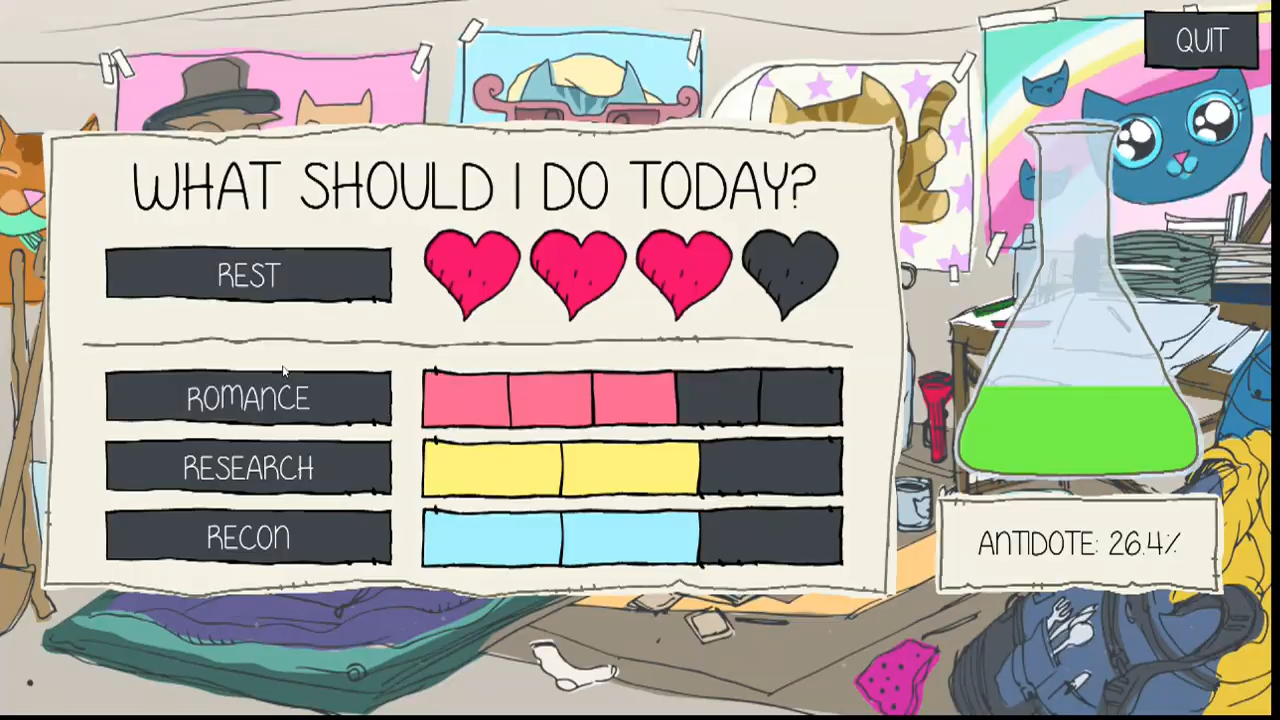 QUIT
WHAT SHOULD I DO TODAY?
REST
ROMANCE
RESEARCH
RECON
ANTIDOTE: 26.4%